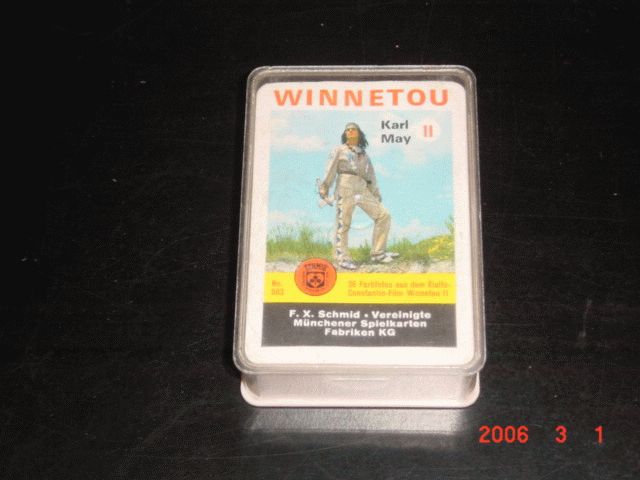 WINNETOU
Karl
May
II
No.
503
36 Farbfotos aus dem Rialto-
Constantin-Film Winnetou II
F. X. Schmid • Vereinigte
Münchener Spielkarten
Fabriken KG
2006 3 1